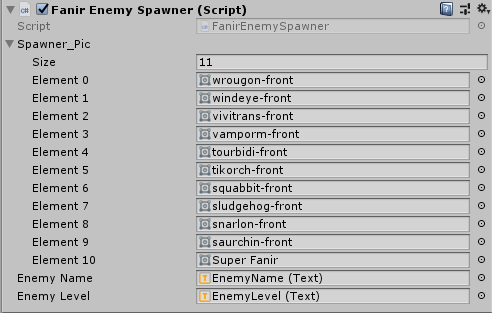 Fanir Enemy Spawner (Script)
Script FanirEnemySpawner
Spawner_Pic
Size 11
Element 0 wrougon-front
Element 1 windeye-front
Element 2 vivitrans-front
Element 3 vamporm-front
Element 4 tourbidi-front
Element 5 tikorch-front
Element 6 squabbit-front
Element 7 sludgehog-front
Element 8 snarlon-front
Element 9 saurchin-front
Element 10 Super Fanir
Enemy Name EnemyName (Text)
Enemy Level EnemyLevel (Text)